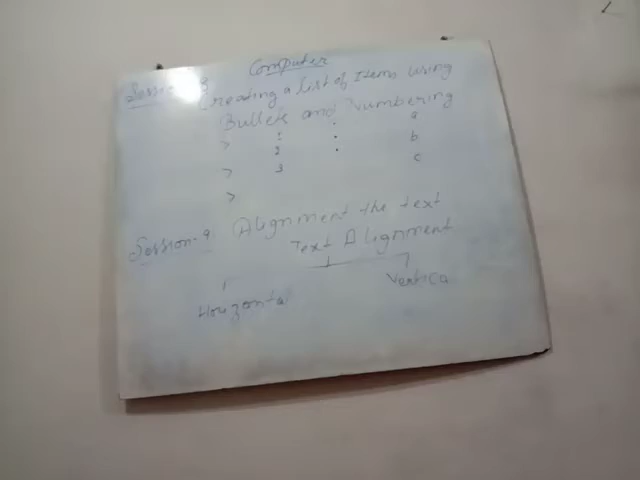 Computer
Session-8 Creating a list of Items using
Bullets and Numbering
> 1 • a
2 • b
> 3 c
>
Session-9 Alignment the text
Text Alignment
Horizontal Vertica